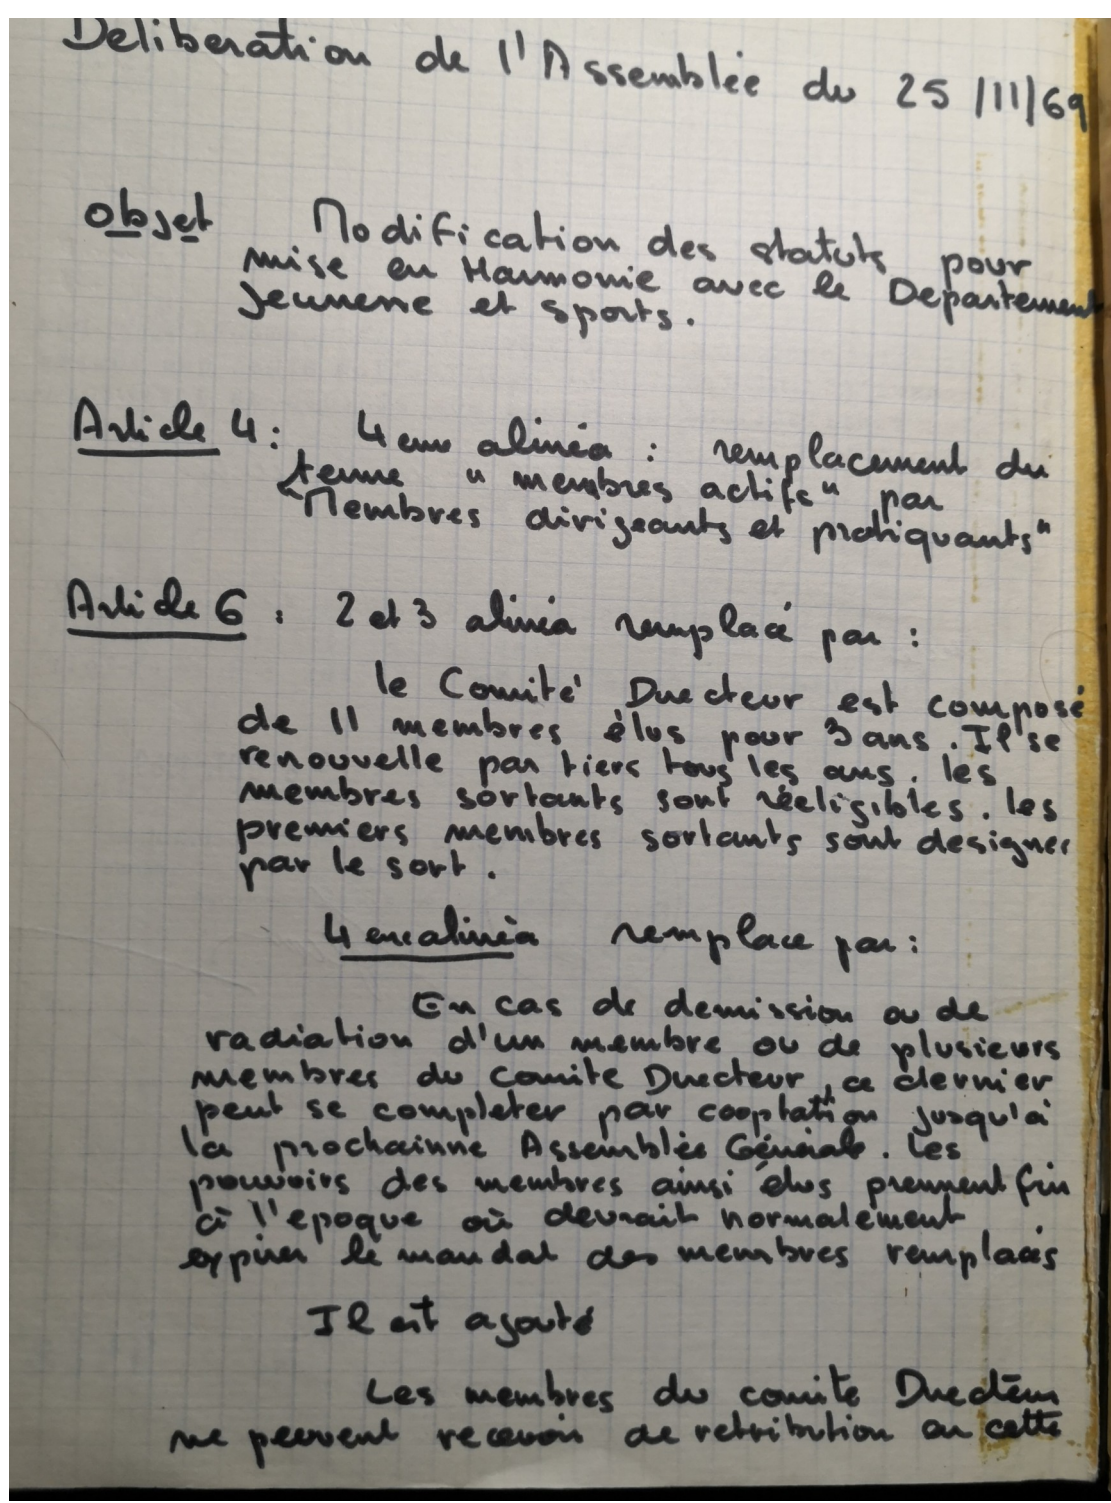 Deliberation de l'Assemblée du 25/11/69
objet Modification des statuts pour
mise en Harmonie avec le Departement
Jeunesse et sports.
Article 4 : 4 eme alinéa : remplacement du
terme "membres actifs" par
"Membres dirigeants et pratiquants"
Article 6 : 2 et 3 alinéa remplacé par :
le Comité Directeur est composé
de 11 membres élus pour 3 ans. Il se
renouvelle par tiers tous les ans. les
membres sortants sont rééligibles. les
premiers membres sortants sont designer
par le sort.
4 eme alinéa remplace par :
En cas de demission ou de
radiation d'un membre ou de plusieurs
membres du Comite Directeur, ce dernier
peut se completer par cooptation jusqu'à
la prochainne Assemblée Générale. Les
pouvoirs des membres ainsi élus prennent fin
à l'epoque où devrait normalement
expirer le mandat des membres remplacés
Il est ajouté
Les membres du comite Directeur
ne peuvent recevoir de retribution en cette